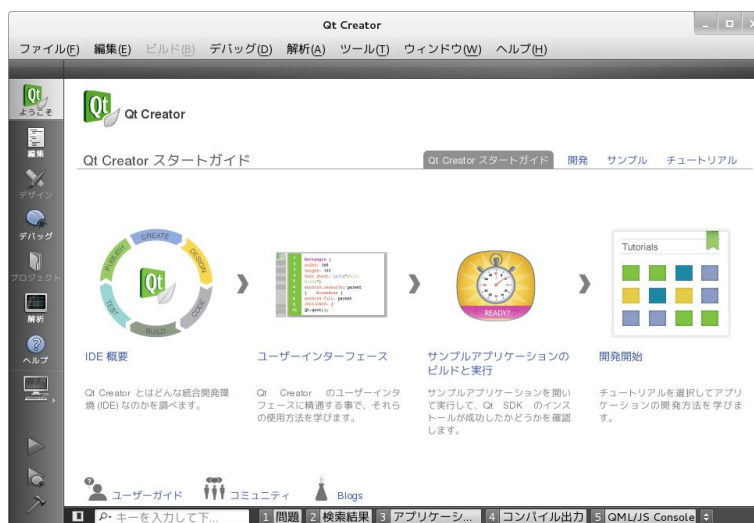 Qt Creator
ファイル(F) 編集(E) ビルド(B) デバッグ(D) 解析(A) ツール(T) ウィンドウ(W) ヘルプ(H)
Qt
ようこそ
編集
デザイン
デバッグ
プロジェクト
解析
ヘルプ
Qt Creator
Qt Creator スタートガイド
Qt Creator スタートガイド 開発 サンプル チュートリアル
PUBLISH CREATE DESIGN CODE BUILD TEST
Qt
READY?
Tutorials
IDE 概要
Qt Creator とはどんな統合開発環
境 (IDE) なのかを調べます。
ユーザーインターフェース
Qt Creator のユーザーインタ
フェースに精通する事で、それら
の使用方法を学びます。
サンプルアプリケーションの
ビルドと実行
サンプルアプリケーションを開い
て実行して、Qt SDK のインス
トールが成功したかどうかを確認
します。
開発開始
チュートリアルを選択してアプリ
ケーションの開発方法を学びま
す。
ユーザーガイド コミュニティ Blogs
キーを入力して下... 1 問題 2 検索結果 3 アプリケーシ... 4 コンパイル出力 5 QML/JS Console